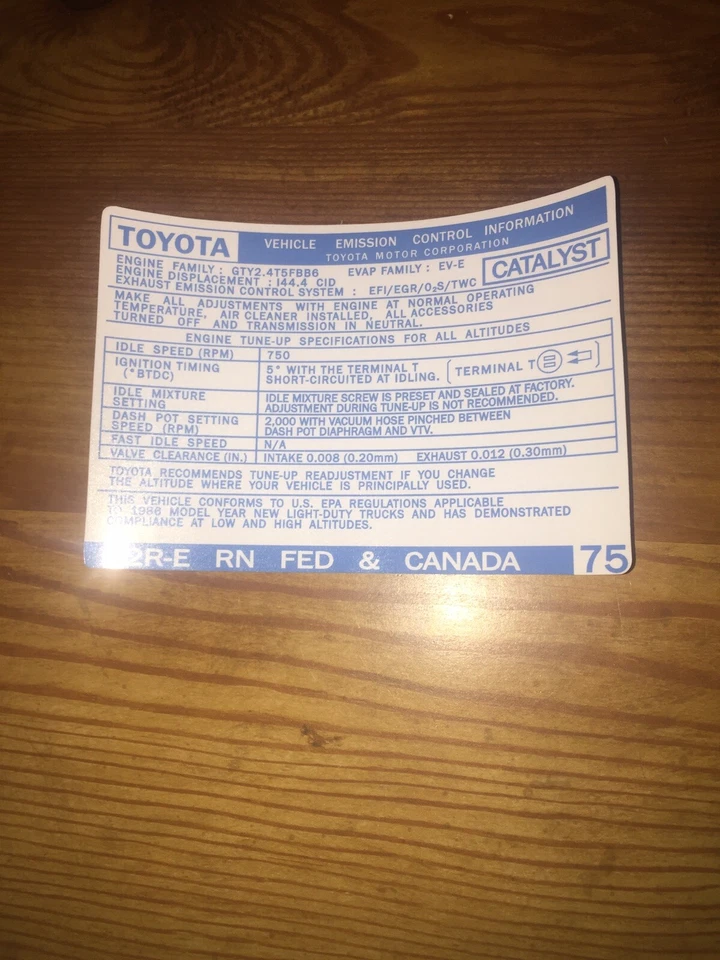 TOYOTA
VEHICLE EMISSION CONTROL INFORMATION
TOYOTA MOTOR CORPORATION
ENGINE FAMILY : GTY2.4T5FBB6 EVAP FAMILY : EV-E
ENGINE DISPLACEMENT : 144.4 CID
EXHAUST EMISSION CONTROL SYSTEM : EFI/EGR/O2S/TWC
CATALYST
MAKE ALL ADJUSTMENTS WITH ENGINE AT NORMAL OPERATING
TEMPERATURE, AIR CLEANER INSTALLED, ALL ACCESSORIES
TURNED OFF AND TRANSMISSION IN NEUTRAL.
ENGINE TUNE-UP SPECIFICATIONS FOR ALL ALTITUDES
IDLE SPEED (RPM) 750
IGNITION TIMING
(°BTDC)
5° WITH THE TERMINAL T
SHORT-CIRCUITED AT IDLING.
TERMINAL T
IDLE MIXTURE
SETTING
IDLE MIXTURE SCREW IS PRESET AND SEALED AT FACTORY.
ADJUSTMENT DURING TUNE-UP IS NOT RECOMMENDED.
DASH POT SETTING
SPEED (RPM)
2,000 WITH VACUUM HOSE PINCHED BETWEEN
DASH POT DIAPHRAGM AND VTV.
FAST IDLE SPEED N/A
VALVE CLEARANCE (IN.) INTAKE 0.008 (0.20mm) EXHAUST 0.012 (0.30mm)
TOYOTA RECOMMENDS TUNE-UP READJUSTMENT IF YOU CHANGE
THE ALTITUDE WHERE YOUR VEHICLE IS PRINCIPALLY USED.
THIS VEHICLE CONFORMS TO U.S. EPA REGULATIONS APPLICABLE
TO 1986 MODEL YEAR NEW LIGHT-DUTY TRUCKS AND HAS DEMONSTRATED
COMPLIANCE AT LOW AND HIGH ALTITUDES.
2R-E RN FED & CANADA 75